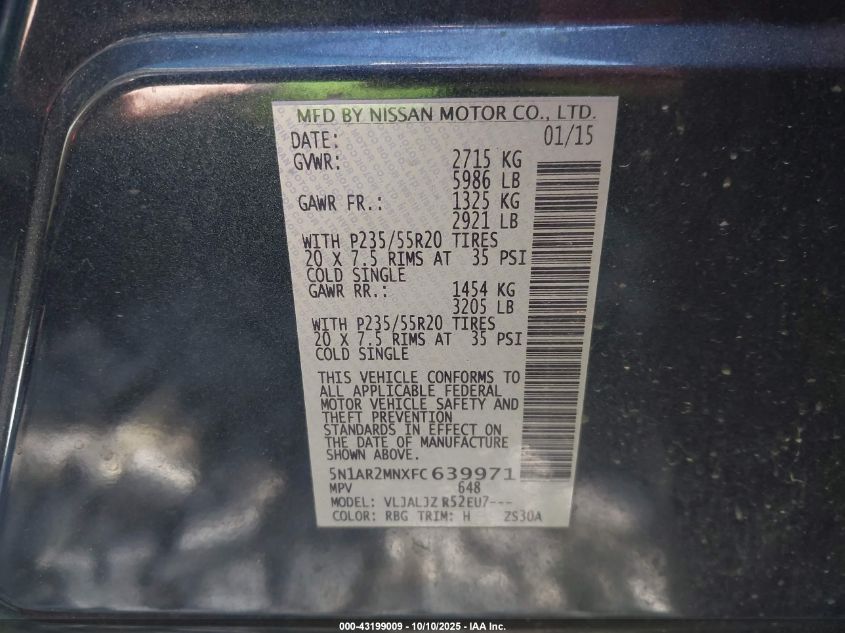 MFD BY NISSAN MOTOR CO., LTD.
DATE: 01/15
GVWR: 2715 KG
5986 LB
GAWR FR.: 1325 KG
2921 LB
WITH P235/55R20 TIRES
20 X 7.5 RIMS AT 35 PSI
COLD SINGLE
GAWR RR.: 1454 KG
3205 LB
WITH P235/55R20 TIRES
20 X 7.5 RIMS AT 35 PSI
COLD SINGLE
THIS VEHICLE CONFORMS TO
ALL APPLICABLE FEDERAL
MOTOR VEHICLE SAFETY AND
THEFT PREVENTION
STANDARDS IN EFFECT ON
THE DATE OF MANUFACTURE
SHOWN ABOVE.
5N1AR2MNXFC639971
MPV 648
MODEL: VLJALJZ R52EU7---
COLOR: RBG TRIM: H ZS30A
000-43199009 - 10/10/2025 - IAA Inc.